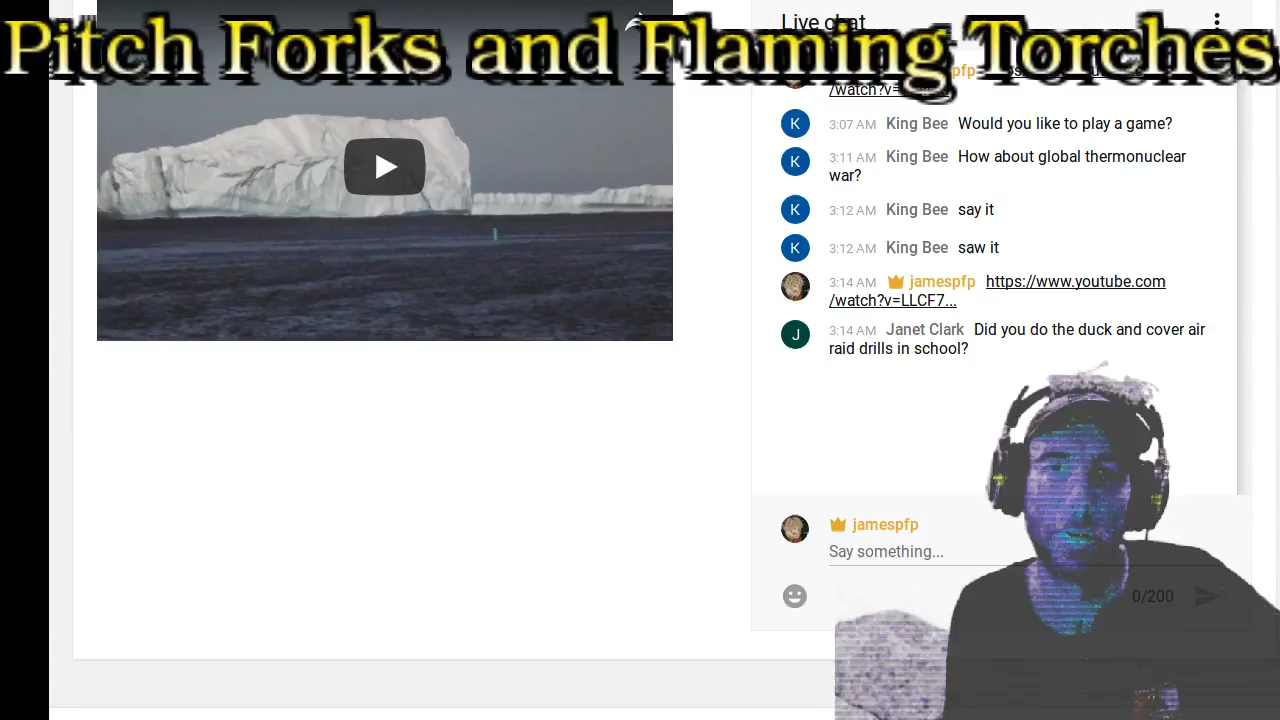 Live chat
Pitch Forks and Flaming Torches
pfp
/watch?v=
K 3:07 AM King Bee Would you like to play a game?
K 3:11 AM King Bee How about global thermonuclear
war?
K 3:12 AM King Bee say it
K 3:12 AM King Bee saw it
3:14 AM jamespfp https://www.youtube.com
/watch?v=LLCF7...
J 3:14 AM Janet Clark Did you do the duck and cover air
raid drills in school?
jamespfp
Say something...
0/200